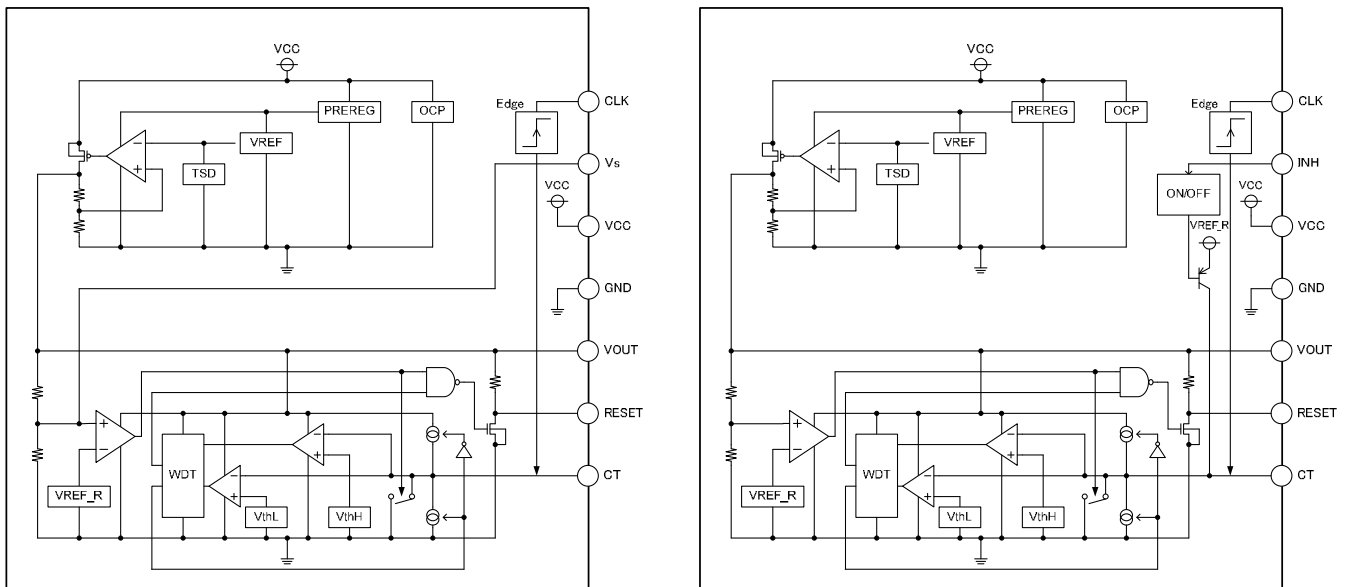 VCC
Edge
CLK
PREREG
OCP
VREF
TSD
Vs
VCC
VCC
GND
VOUT
RESET
WDT
CT
VREF_R
VthL
VthH
VCC
Edge
CLK
PREREG
OCP
VREF
TSD
INH
ON/OFF
VCC
VCC
VREF_R
GND
VOUT
RESET
WDT
CT
VREF_R
VthL
VthH